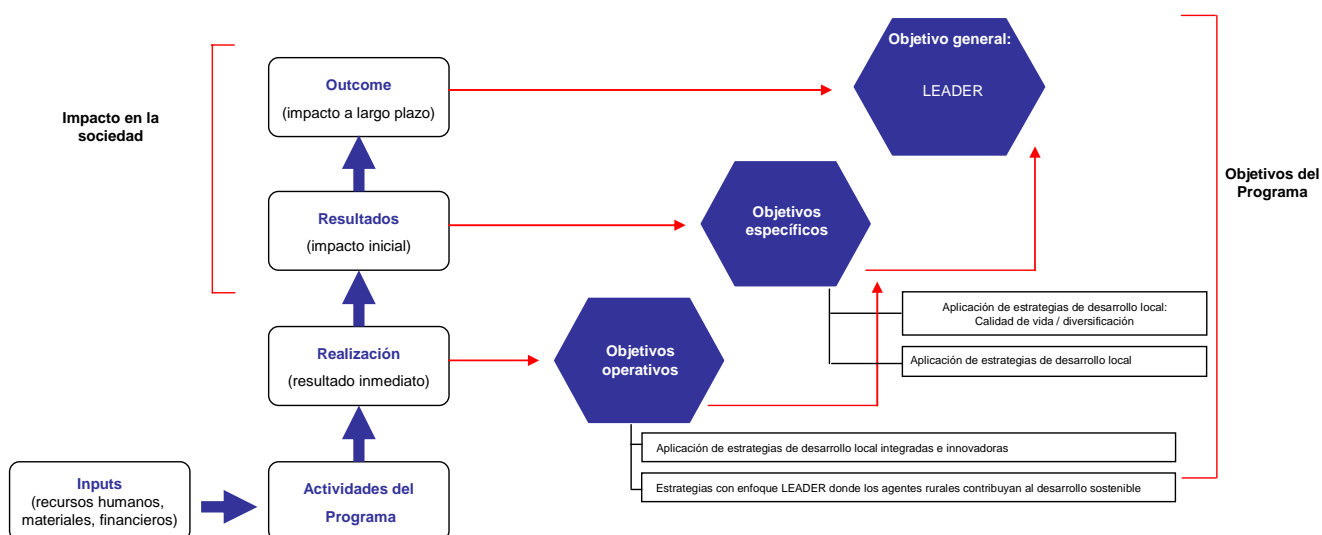 Objetivo general:
LEADER
Outcome
(impacto a largo plazo)
Impacto en la
sociedad
Objetivos del
Programa
Resultados
(impacto inicial)
Objetivos
específicos
Aplicación de estrategias de desarrollo local:
Calidad de vida / diversificación
Aplicación de estrategias de desarrollo local
Realización
(resultado inmediato)
Objetivos
operativos
Aplicación de estrategias de desarrollo local integradas e innovadoras
Estrategias con enfoque LEADER donde los agentes rurales contribuyan al desarrollo sostenible
Inputs
(recursos humanos,
materiales, financieros)
Actividades del
Programa